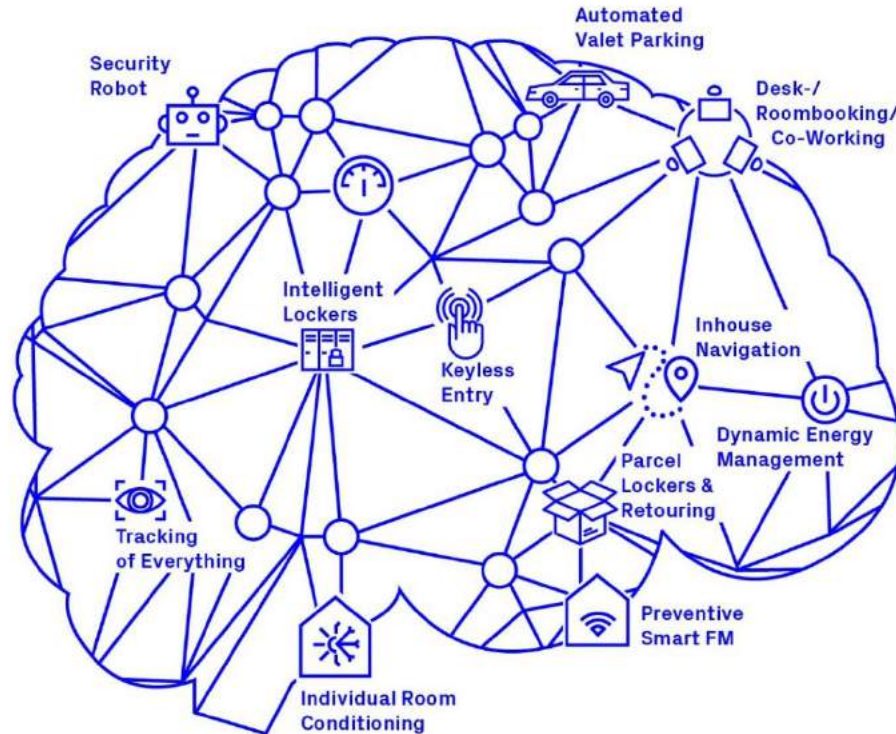 Automated
Valet Parking
Security
Robot
Desk-/
Roombooking/
Co-Working
Intelligent
Lockers
Keyless
Entry
Inhouse
Navigation
Dynamic Energy
Management
Parcel
Lockers &
Retouring
Tracking
of Everything
Preventive
Smart FM
Individual Room
Conditioning